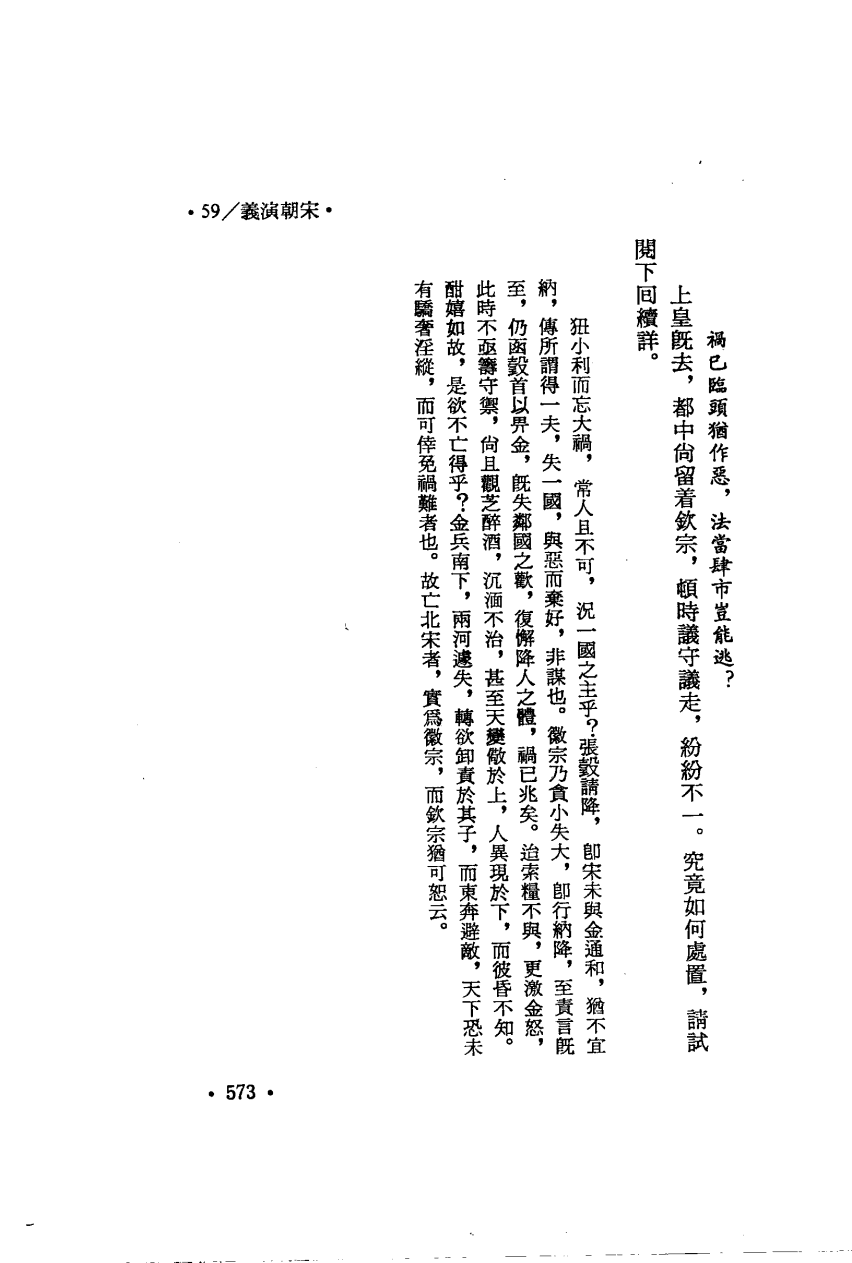 •59／義演朝宋•
禍已臨頭猶作惡，法當肆市豈能逃？
上皇旣去，都中尙留着欽宗，頓時議守議走，紛紛不一。究竟如何處置，請試
閱下回續詳。
狃小利而忘大禍，常人且不可，況一國之主乎？張瑴請降，卽宋未與金通和，猶不宜
納，傳所謂得一夫，失一國，與惡而棄好，非謀也。徽宗乃貪小失大，卽行納降，至責言旣
至，仍函瑴首以畀金，旣失鄰國之歡，復懈降人之體，禍已兆矣。迨索糧不與，更激金怒，
此時不亟籌守禦，尙且觀芝醉酒，沉湎不治，甚至天變儆於上，人異現於下，而彼昏不知。
酣嬉如故，是欲不亡得乎？金兵南下，兩河遽失，轉欲卸責於其子，而東奔避敵，天下恐未
有驕奢淫縱，而可倖免禍難者也。故亡北宋者，實爲徽宗，而欽宗猶可恕云。
•573•